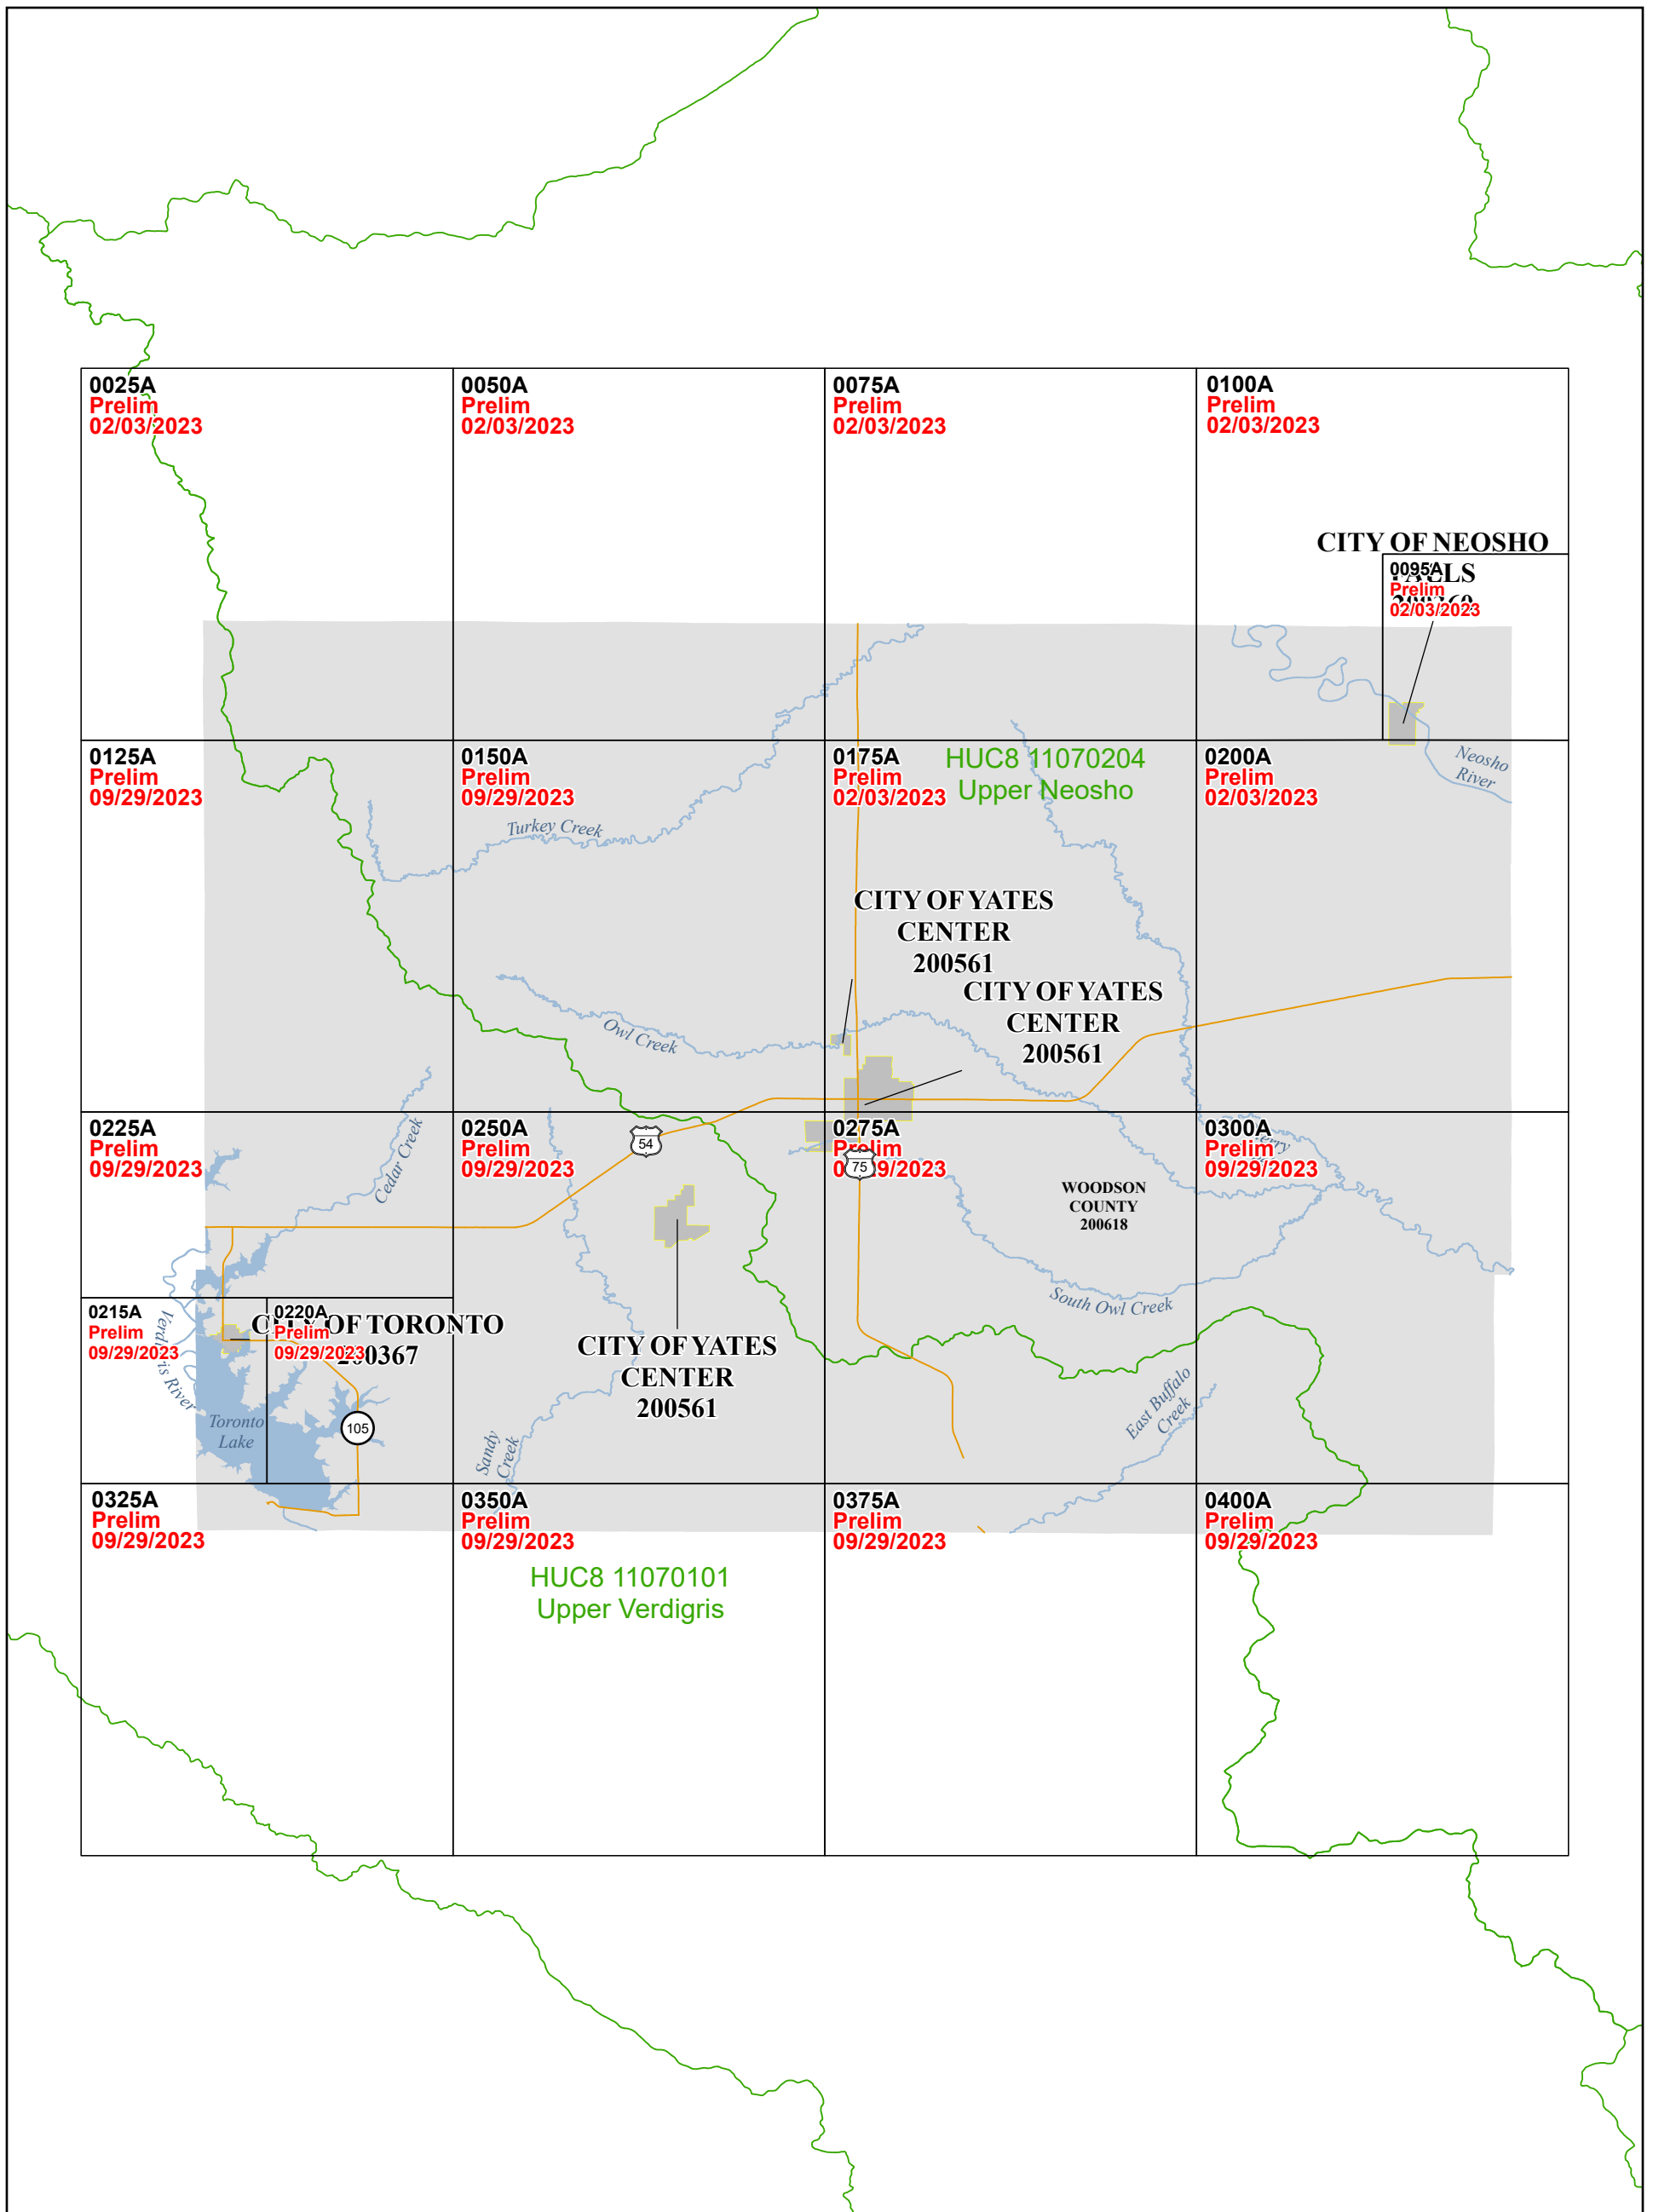 0025A
Prelim
02/03/2023
0050A
Prelim
02/03/2023
0075A
Prelim
02/03/2023
0100A
Prelim
02/03/2023
CITY OF NEOSHO
0095A
Prelim
02/03/2023
0125A
Prelim
09/29/2023
0150A
Prelim
09/29/2023
0175A
Prelim
02/03/2023
HUC8 11070204
Upper Neosho
0200A
Prelim
02/03/2023
Neosho
River
Turkey Creek
CITY OF YATES
CENTER
200561
CITY OF YATES
CENTER
200561
Owl Creek
0225A
Prelim
09/29/2023
Cedar Creek
0250A
Prelim
09/29/2023
54
0275A
Prelim
75
0300A
Prelim
09/29/2023
WOODSON
COUNTY
200618
South Owl Creek
0215A
Prelim
09/29/2023
0220A
Prelim
09/29/2023
OF TORONTO
200367
River
Toronto
Lake
105
CITY OF YATES
CENTER
200561
Sandy
Creek
East Buffalo
Creek
0325A
Prelim
09/29/2023
0350A
Prelim
09/29/2023
0375A
Prelim
09/29/2023
0400A
Prelim
09/29/2023
HUC8 11070101
Upper Verdigris